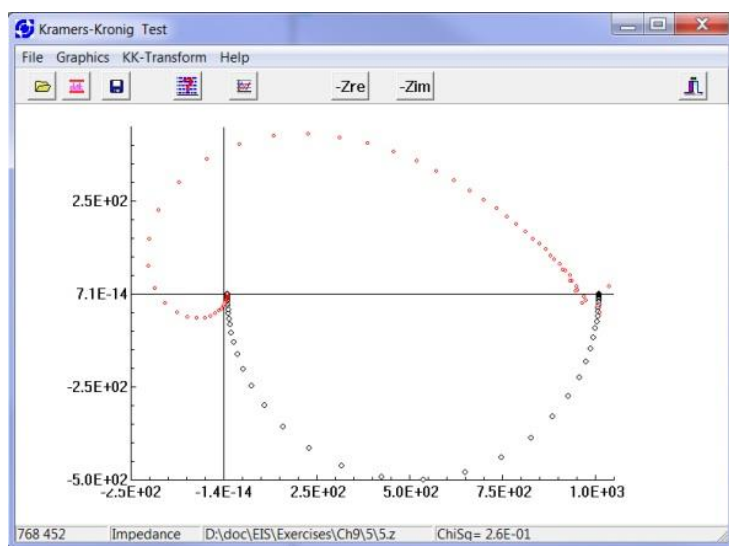 Kramers-Kronig Test
File Graphics KK-Transform Help
-Zre -Zim
2.5E+02
7.1E-14
-2.5E+02
-5.0E+02
-2.5E+02 -1.4E-14 2.5E+02 5.0E+02 7.5E+02 1.0E+03
768 452 Impedance D:\doc\EIS\Exercises\Ch9\5\5.z ChiSq= 2.6E-01